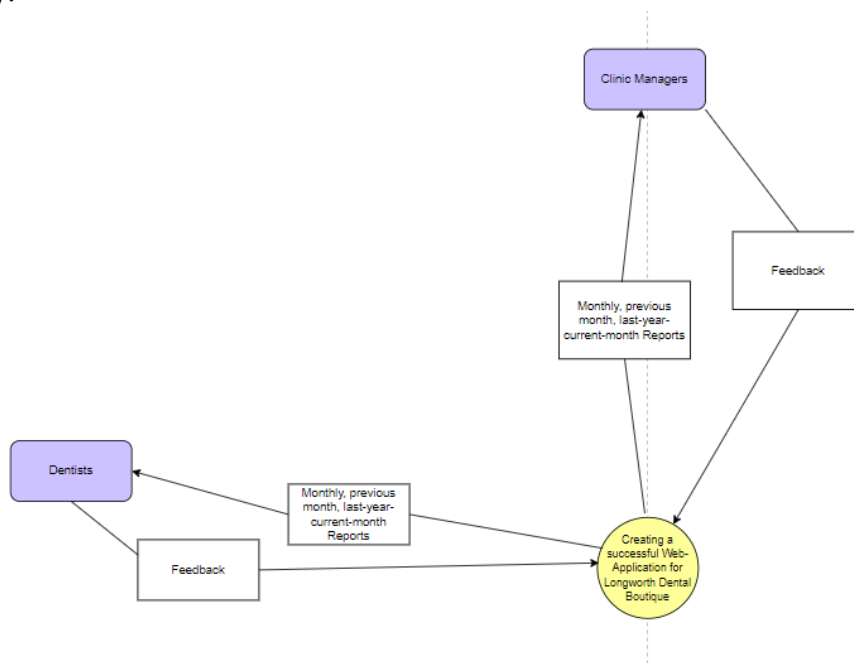 Clinic Managers
Feedback
Monthly, previous
month, last-year-
current-month Reports
Dentists
Monthly, previous
month, last-year-
current-month
Reports
Feedback
Creating a
successful Web-
Application for
Longworth Dental
Boutique